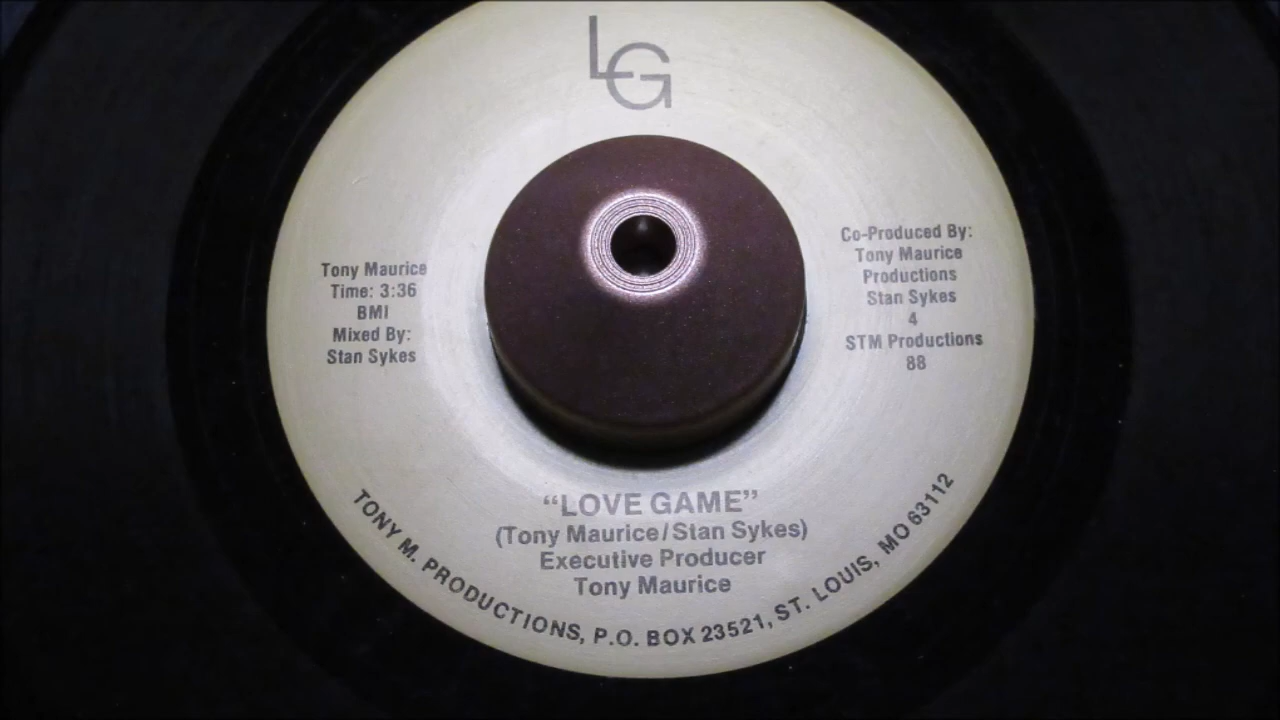 LG
Tony Maurice
Time: 3:36
BMI
Mixed By:
Stan Sykes
Co-Produced By:
Tony Maurice
Productions
Stan Sykes
4
STM Productions
88
“LOVE GAME”
(Tony Maurice/Stan Sykes)
Executive Producer
Tony Maurice
TONY M. PRODUCTIONS, P.O. BOX 23521, ST. LOUIS, MO 63112